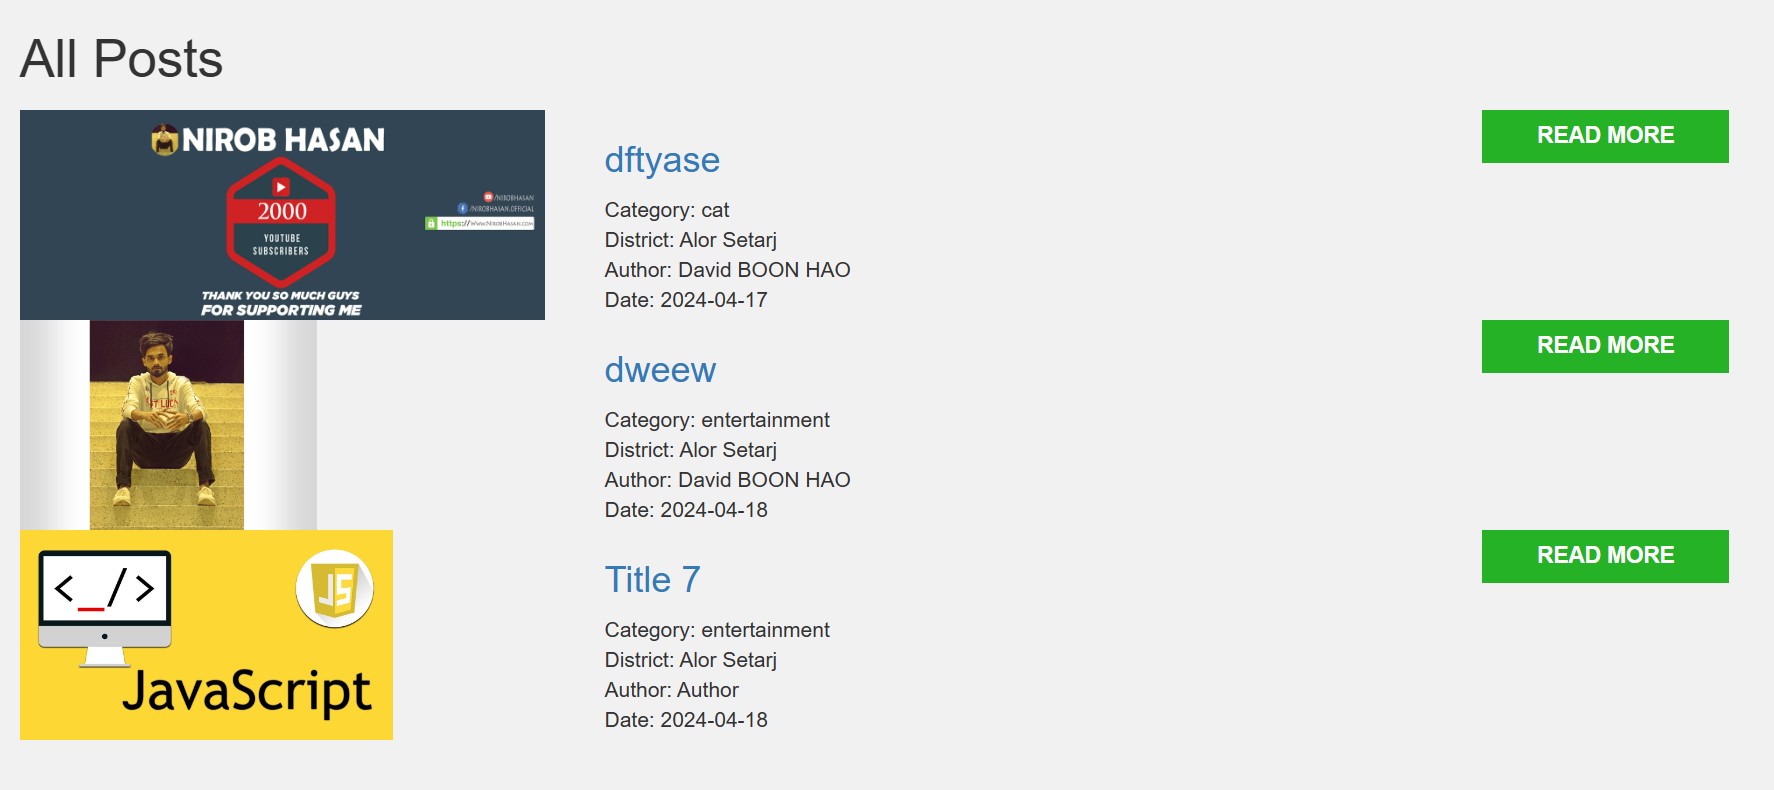 All Posts
NIROB HASAN
2000
YOUTUBE
SUBSCRIBERS
/NIROBHASAN
/NIROBHASAN.OFFICIAL
https://www.NirobHasan.com
THANK YOU SO MUCH GUYS
FOR SUPPORTING ME
dftyase
Category: cat
District: Alor Setarj
Author: David BOON HAO
Date: 2024-04-17
READ MORE
dweew
Category: entertainment
District: Alor Setarj
Author: David BOON HAO
Date: 2024-04-18
READ MORE
<_/>
JS
JavaScript
Title 7
Category: entertainment
District: Alor Setarj
Author: Author
Date: 2024-04-18
READ MORE